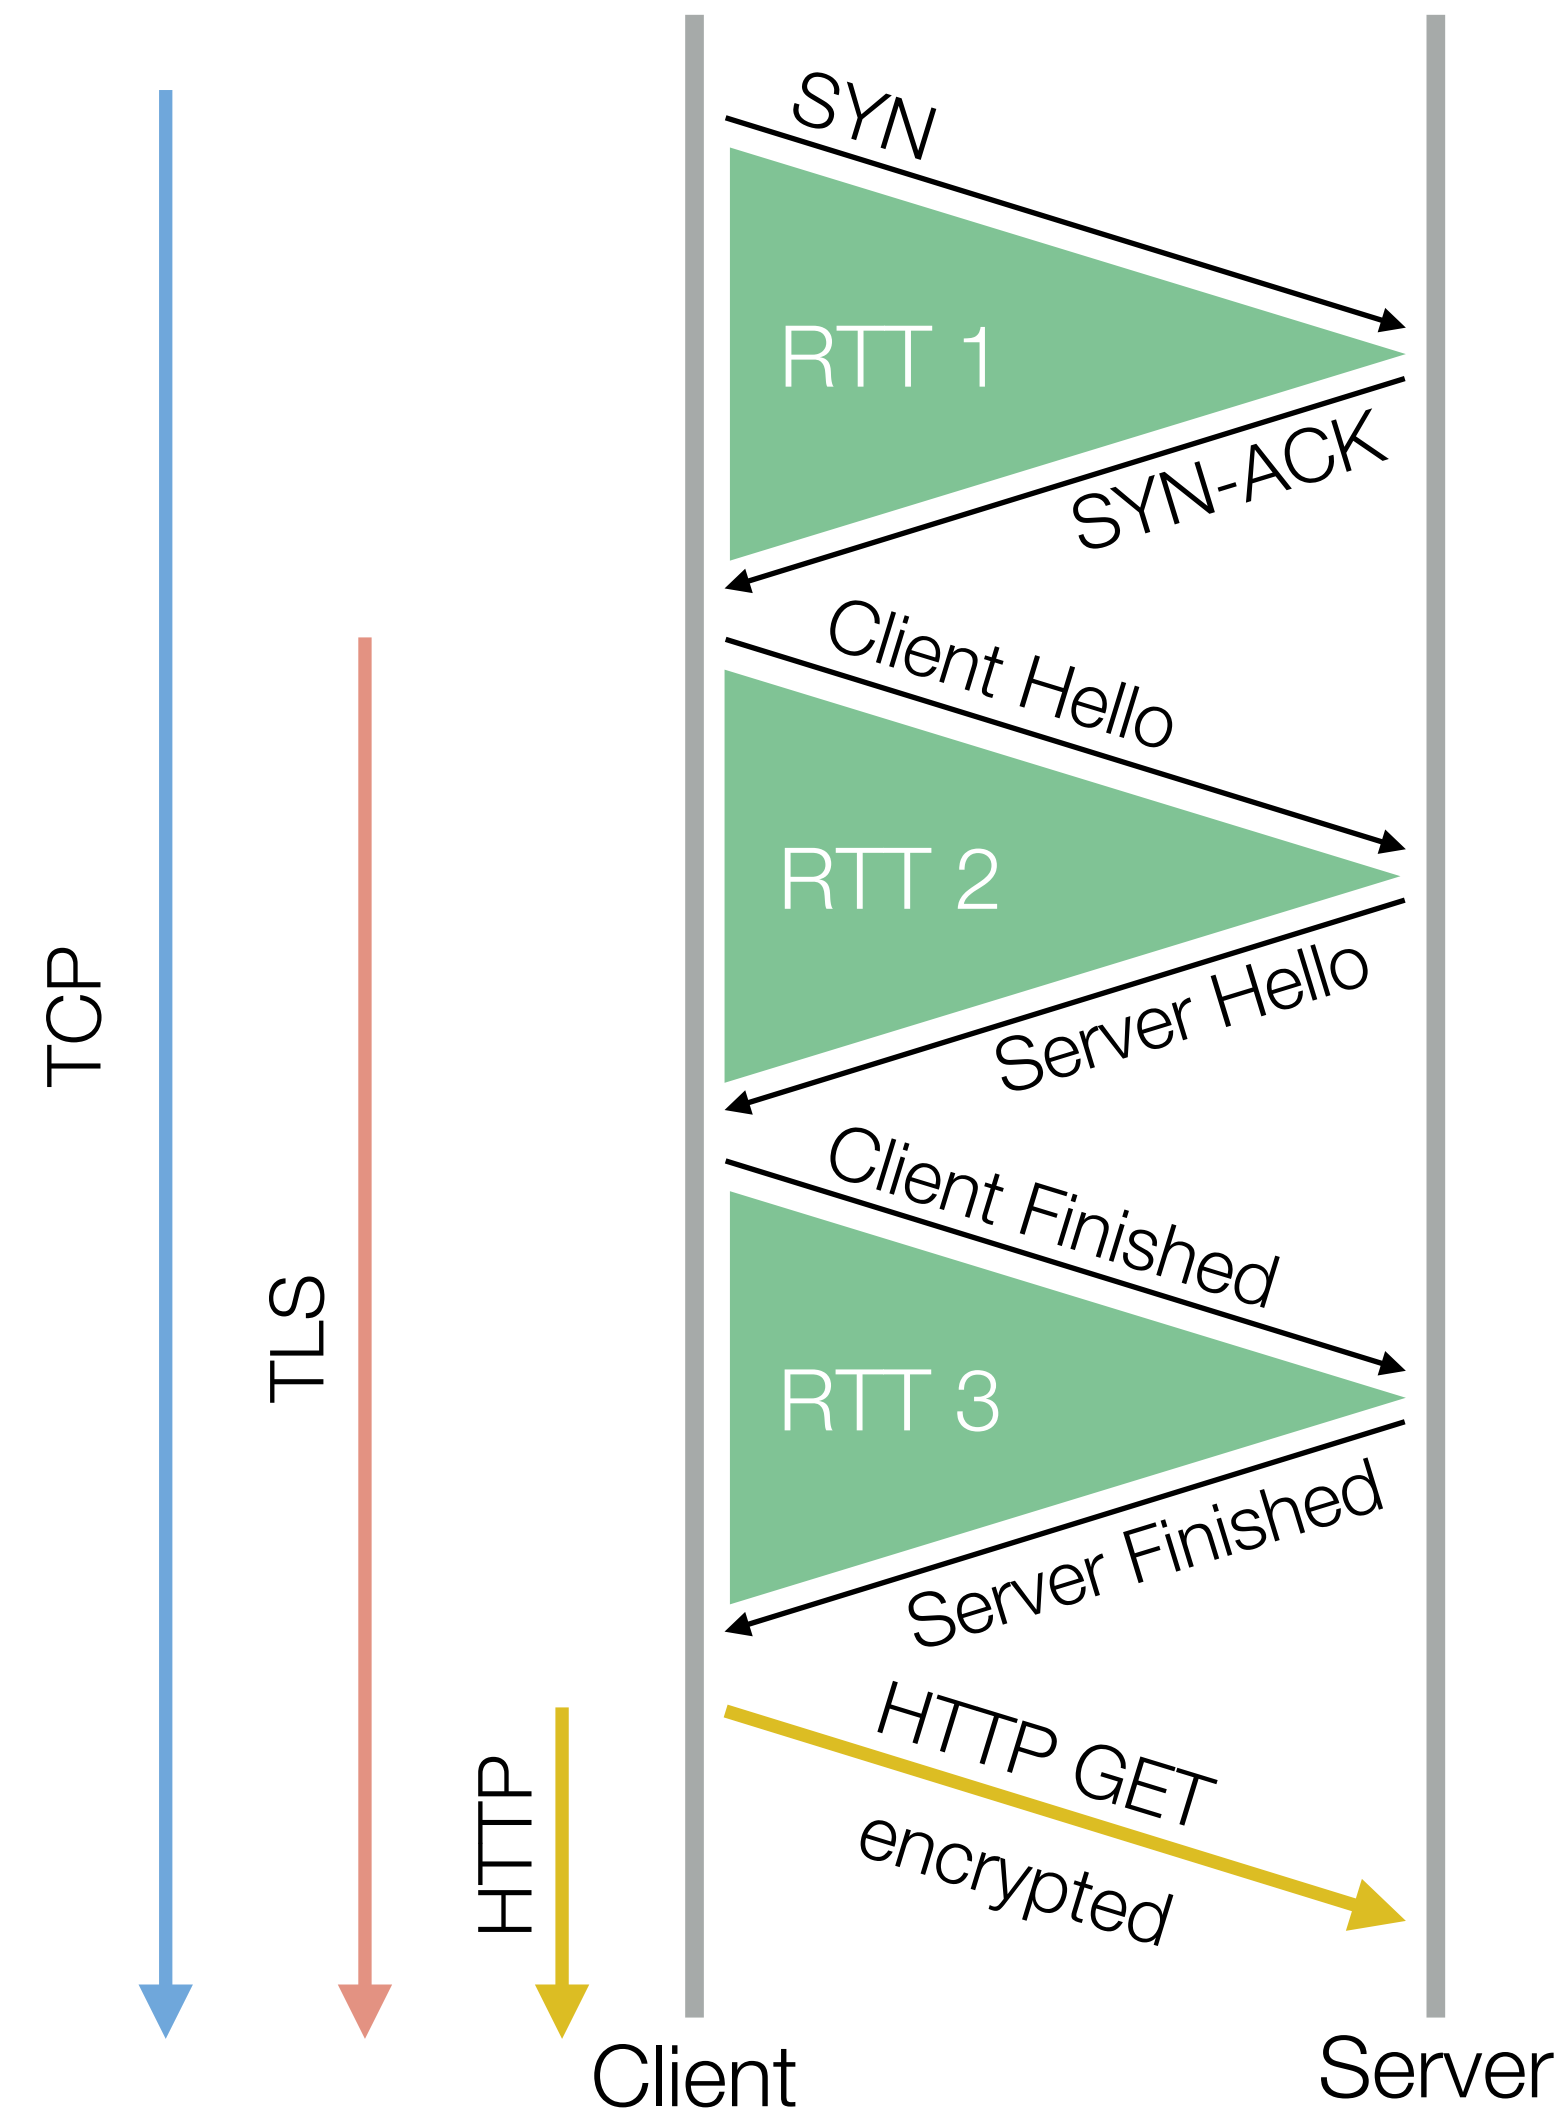 SYN
RTT 1
SYN-ACK
Client Hello
RTT 2
Server Hello
TCP
Client Finished
TLS
RTT 3
Server Finished
HTTP GET
encrypted
HTTP
Client
Server